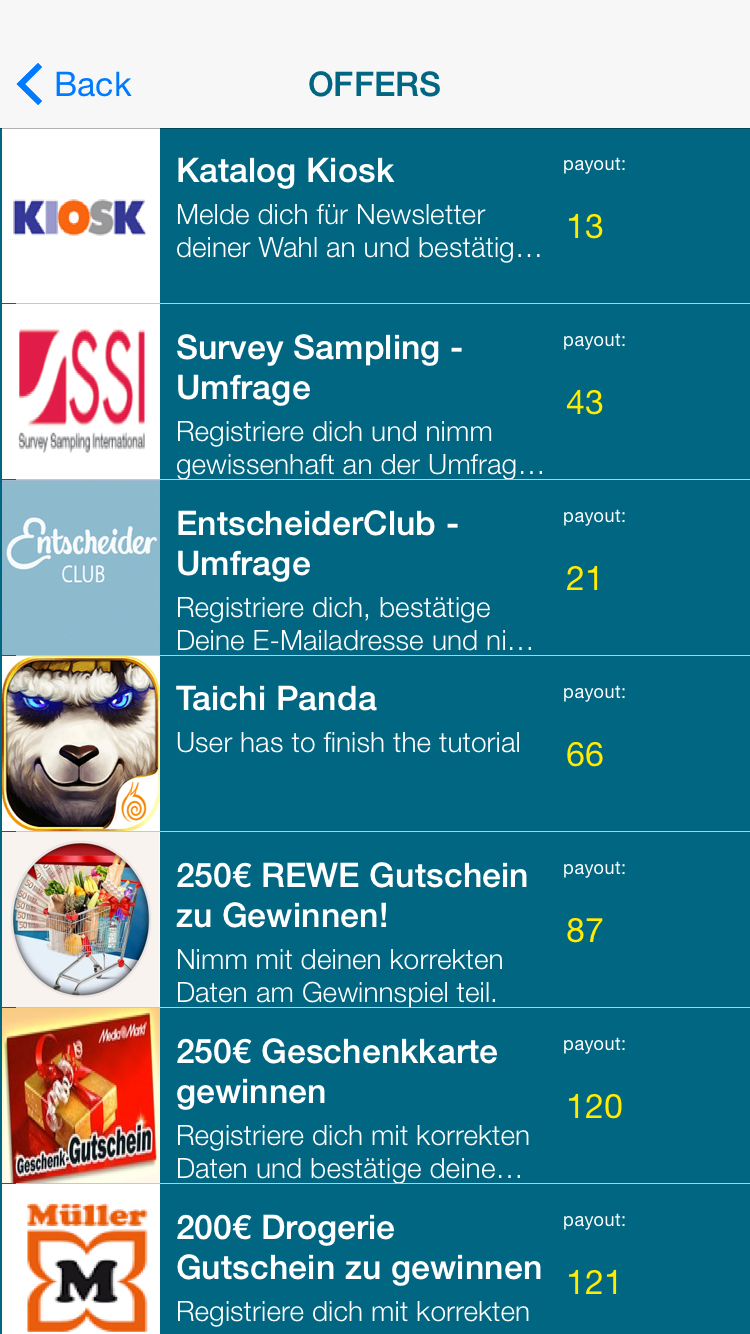 Back
OFFERS
KIOSK
Katalog Kiosk
Melde dich für Newsletter
deiner Wahl an und bestätig...
payout:
13
SSI
Survey Sampling International
Survey Sampling -
Umfrage
Registriere dich und nimm
gewissenhaft an der Umfrag...
payout:
43
Entscheider
CLUB
EntscheiderClub -
Umfrage
Registriere dich, bestätige
Deine E-Mailadresse und ni...
payout:
21
Taichi Panda
User has to finish the tutorial
payout:
66
250€ REWE Gutschein
zu Gewinnen!
Nimm mit deinen korrekten
Daten am Gewinnspiel teil.
payout:
87
Media Markt
Geschenk-Gutschein
250€ Geschenkkarte
gewinnen
Registriere dich mit korrekten
Daten und bestätige deine...
payout:
120
Müller
M
200€ Drogerie
Gutschein zu gewinnen
Registriere dich mit korrekten
payout:
121